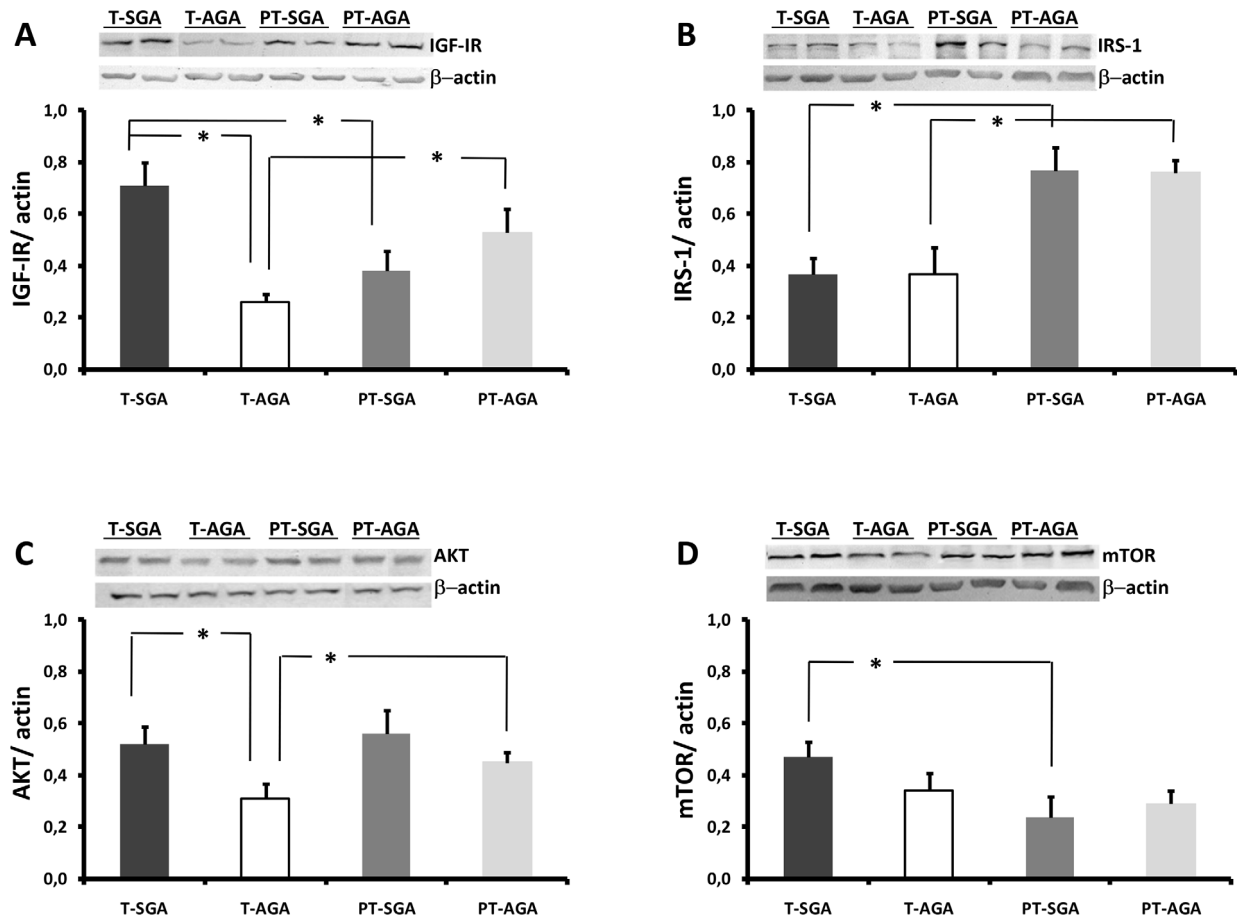 A
T-SGA T-AGA PT-SGA PT-AGA
IGF-IR
β−actin
IGF-IR/ actin
1,0
0,8
0,6
0,4
0,2
0,0
* * *
T-SGA T-AGA PT-SGA PT-AGA
B
T-SGA T-AGA PT-SGA PT-AGA
IRS-1
β−actin
IRS-1/ actin
1,0
0,8
0,6
0,4
0,2
0,0
* *
T-SGA T-AGA PT-SGA PT-AGA
C
T-SGA T-AGA PT-SGA PT-AGA
AKT
β−actin
AKT/ actin
1,0
0,8
0,6
0,4
0,2
0,0
* *
T-SGA T-AGA PT-SGA PT-AGA
D
T-SGA T-AGA PT-SGA PT-AGA
mTOR
β−actin
mTOR/ actin
1,0
0,8
0,6
0,4
0,2
0,0
*
T-SGA T-AGA PT-SGA PT-AGA